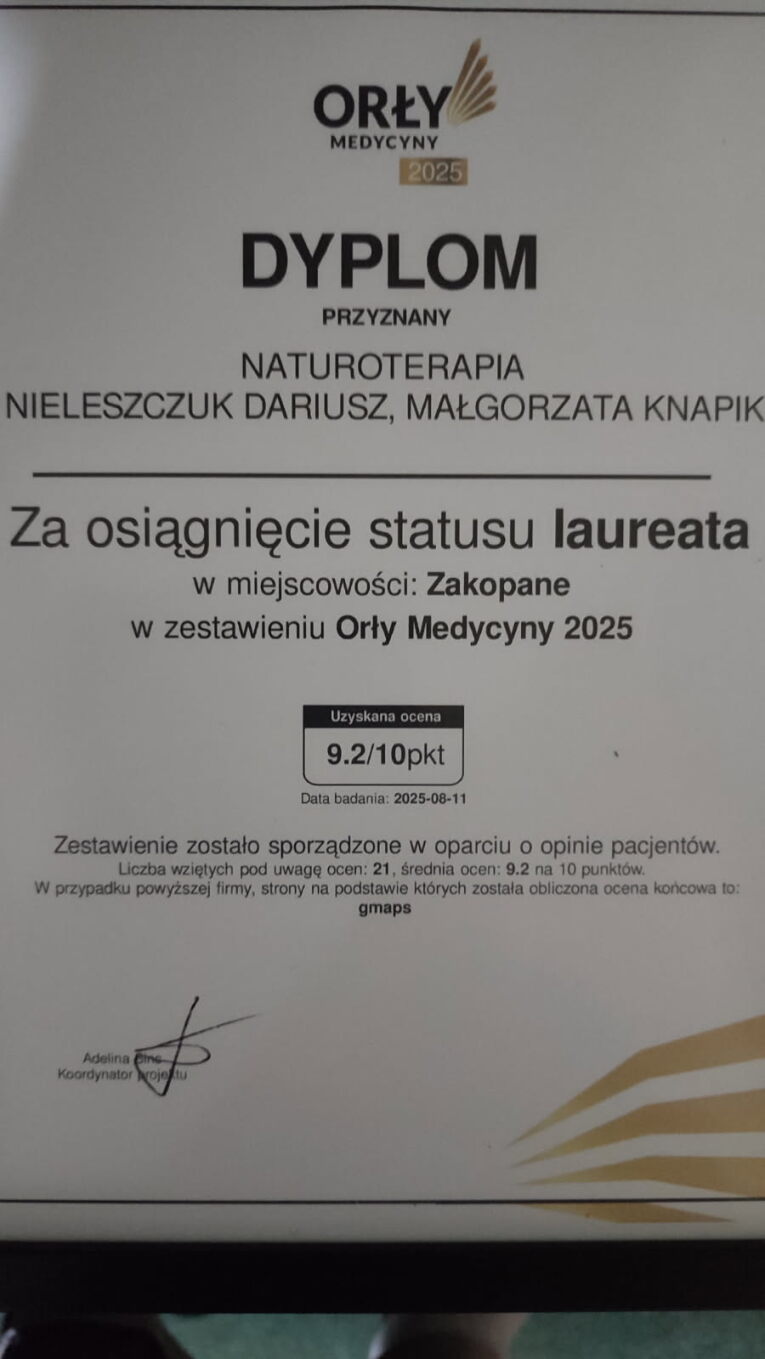 ORŁY
MEDYCYNY
2025
DYPLOM
PRZYZNANY
NATUROTERAPIA
NIELESZCZUK DARIUSZ, MAŁGORZATA KNAPIK
Za osiągnięcie statusu laureata
w miejscowości: Zakopane
w zestawieniu Orły Medycyny 2025
Uzyskana ocena
9.2/10pkt
Data badania: 2025-08-11
Zestawienie zostało sporządzone w oparciu o opinie pacjentów.
Liczba wziętych pod uwagę ocen: 21, średnia ocen: 9.2 na 10 punktów.
W przypadku powyższej firmy, strony na podstawie których została obliczona ocena końcowa to:
gmaps
Adelina
Koordynator projektu